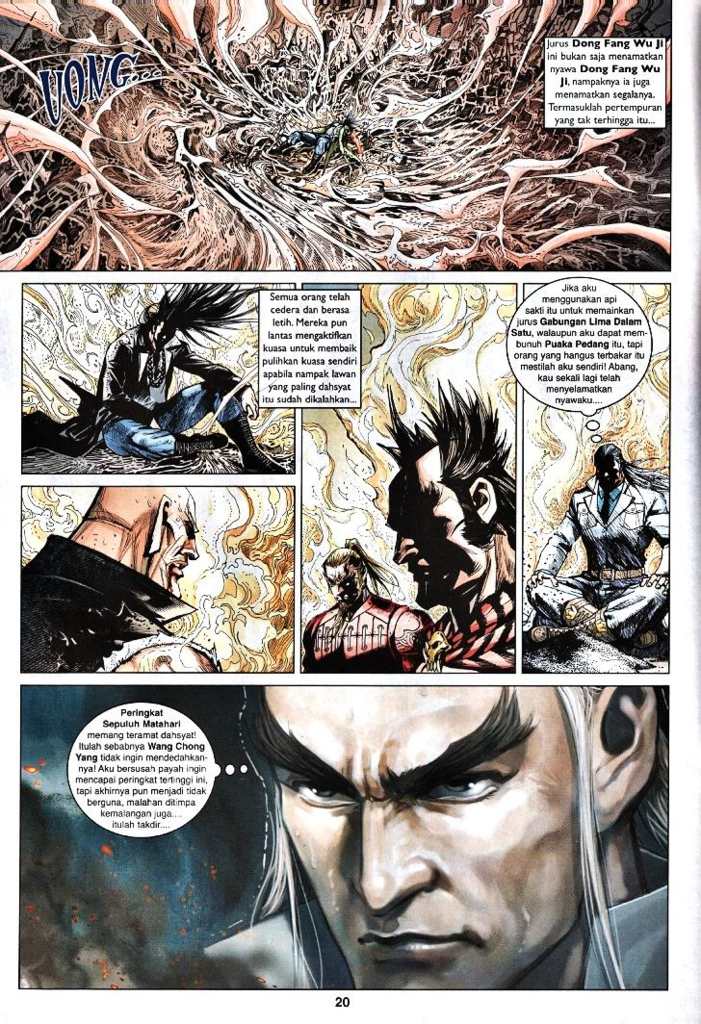 VONG...
Jurus Dong Fang Wu Ji
ini bukan saja menamatkan
nyawa Dong Fang Wu
Ji, nampaknya ia juga
menamatkan segalanya.
Termasuklah pertempuran
yang tak terhingga itu...
Semua orang telah
cedera dan berasa
letih. Mereka pun
lantas mengaktifkan
kuasa untuk membaik
pulihkan kuasa sendiri
apabila nampak lawan
yang paling dahsyat
itu sudah dikalahkan...
Jika aku
menggunakan api
sakti itu untuk memainkan
jurus Gabungan Lima Dalam
Satu, walaupun aku dapat mem-
bunuh Puaka Pedang itu, tapi
orang yang hangus terbakar itu
mestilah aku sendiri! Abang,
kau sekali lagi telah
menyelamatkan
nyawaku....
Peringkat
Sepuluh Matahari
memang teramat dahsyat!
Itulah sebabnya Wang Chong
Yang tidak ingin mendedahkan-
nya! Aku bersusah payah ingin
mencapai peringkat tertinggi ini,
tapi akhirnya pun menjadi tidak
berguna, malahan ditimpa
kemalangan juga....
itulah takdir....
20